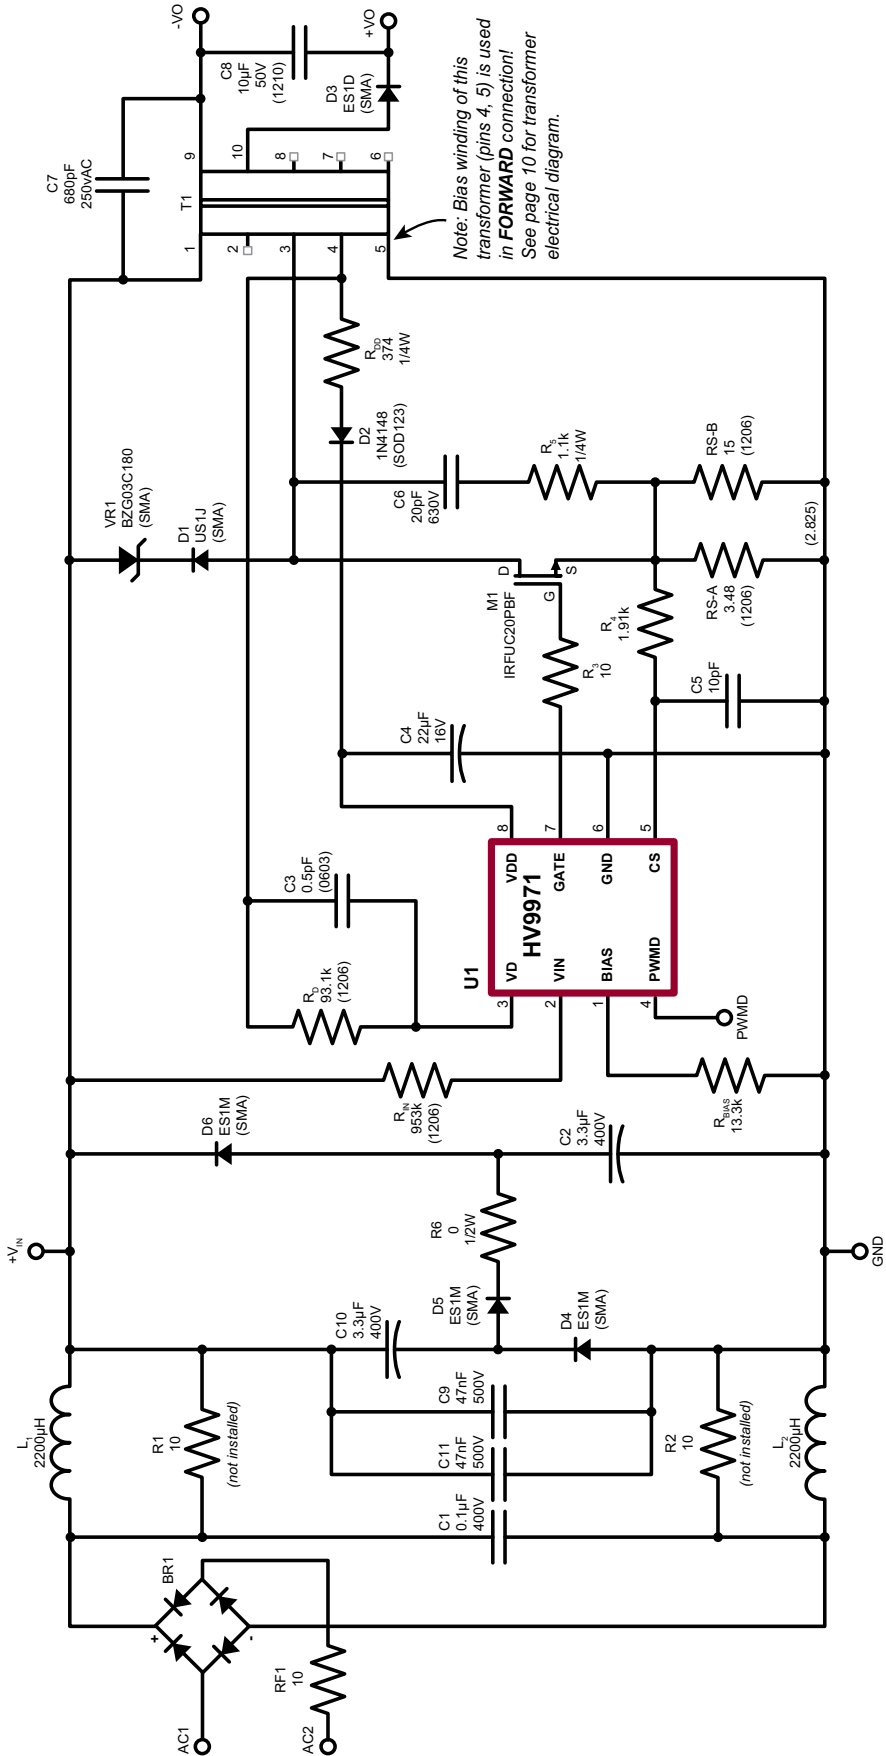 AC1
AC2
RF1
10
BR1
+
-
L1
2200µH
R1
10
(not installed)
C1
0.1µF
400V
C11
47nF
500V
C9
47nF
500V
R2
10
(not installed)
L2
2200µH
C10
3.3µF
400V
D5
ES1M
(SMA)
D4
ES1M
(SMA)
+VIN
GND
R6
0
1/2W
D6
ES1M
(SMA)
C2
3.3µF
400V
RIN
953k
(1206)
RBIAS
13.3k
PWMD
RD
93.1k
(1206)
C3
0.5pF
(0603)
U1
HV9971
3
VD
2
VIN
1
BIAS
4
PWMD
8
VDD
7
GATE
6
GND
5
CS
C4
22µF
16V
C5
10pF
R3
10
R4
1.91k
M1
IRFUC20PBF
D
G
S
VR1
BZG03C180
(SMA)
D1
US1J
(SMA)
C6
20pF
630V
R5
1.1k
1/4W
RS-A
3.48
(1206)
RS-B
15
(1206)
(2.825)
D2
1N4148
(SOD123)
RDD
374
1/4W
T1
1
2
3
4
5
9
10
8
7
6
C7
680pF
250vAC
C8
10µF
50V
(1210)
D3
ES1D
(SMA)
-VO
+VO
Note: Bias winding of this
transformer (pins 4, 5) is used
in FORWARD connection!
See page 10 for transformer
electrical diagram.